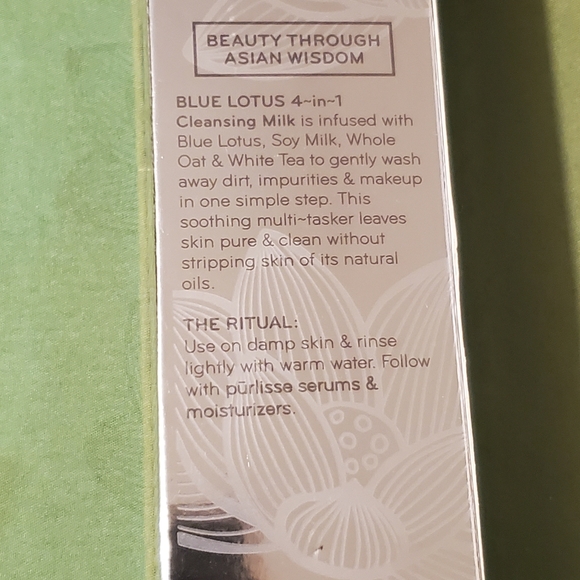 BEAUTY THROUGH
ASIAN WISDOM
BLUE LOTUS 4~in~1
Cleansing Milk is infused with
Blue Lotus, Soy Milk, Whole
Oat & White Tea to gently wash
away dirt, impurities & makeup
in one simple step. This
soothing multi~tasker leaves
skin pure & clean without
stripping skin of its natural
oils.
THE RITUAL:
Use on damp skin & rinse
lightly with warm water. Follow
with pūrlisse serums &
moisturizers.